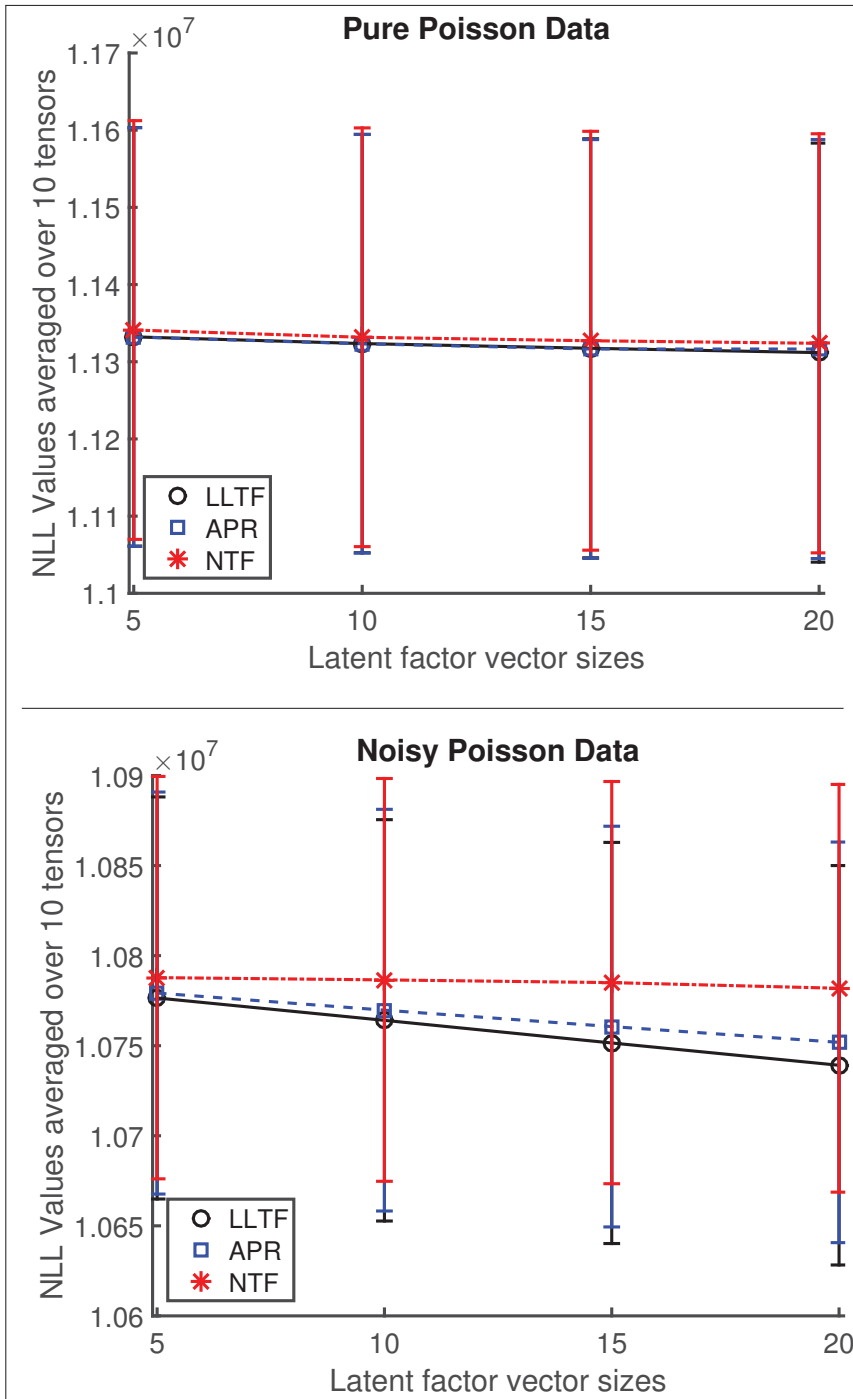 Pure Poisson Data
×10^7
1.17
1.16
1.15
1.14
1.13
1.12
1.11
1.1
NLL Values averaged over 10 tensors
LLTF
APR
NTF
5 10 15 20
Latent factor vector sizes
Noisy Poisson Data
×10^7
1.09
1.085
1.08
1.075
1.07
1.065
1.06
NLL Values averaged over 10 tensors
LLTF
APR
NTF
5 10 15 20
Latent factor vector sizes